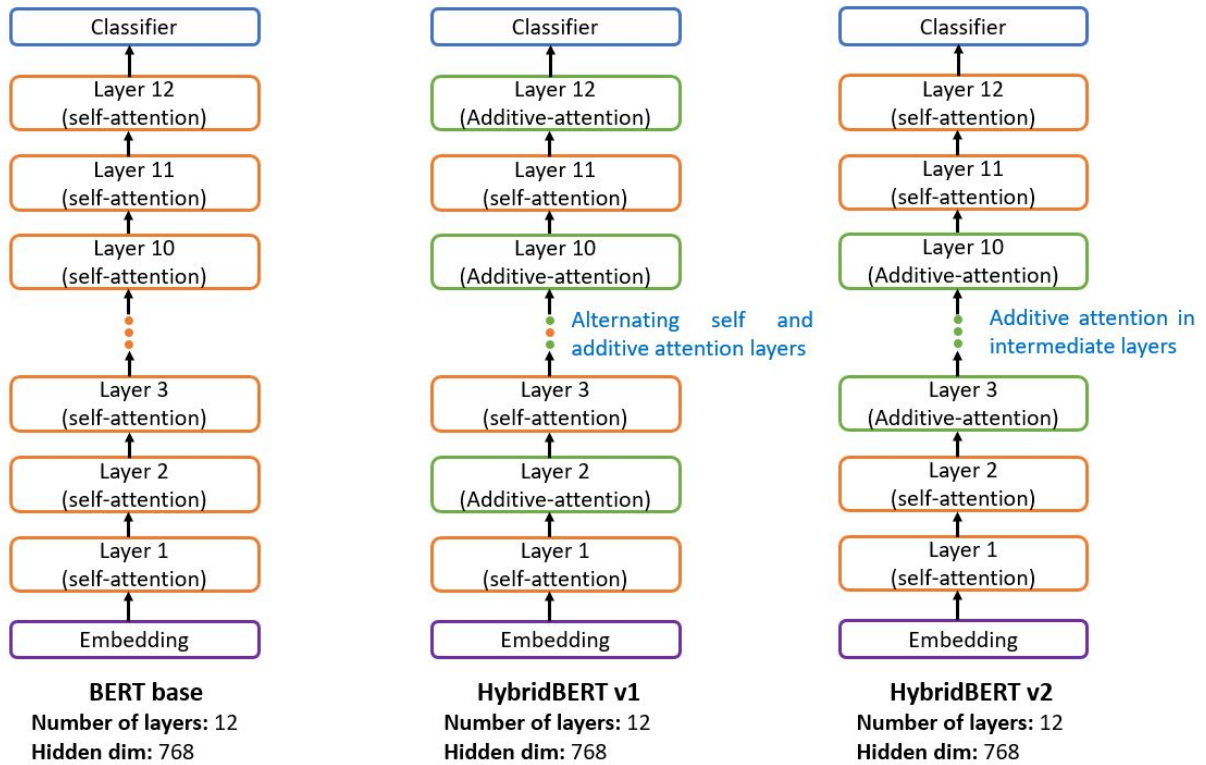 Classifier
Layer 12
(self-attention)
Layer 11
(self-attention)
Layer 10
(self-attention)
Layer 3
(self-attention)
Layer 2
(self-attention)
Layer 1
(self-attention)
Embedding
BERT base
Number of layers: 12
Hidden dim: 768
Classifier
Layer 12
(Additive-attention)
Layer 11
(self-attention)
Layer 10
(Additive-attention)
Alternating self and
additive attention layers
Layer 3
(self-attention)
Layer 2
(Additive-attention)
Layer 1
(self-attention)
Embedding
HybridBERT v1
Number of layers: 12
Hidden dim: 768
Classifier
Layer 12
(self-attention)
Layer 11
(self-attention)
Layer 10
(Additive-attention)
Additive attention in
intermediate layers
Layer 3
(Additive-attention)
Layer 2
(self-attention)
Layer 1
(self-attention)
Embedding
HybridBERT v2
Number of layers: 12
Hidden dim: 768